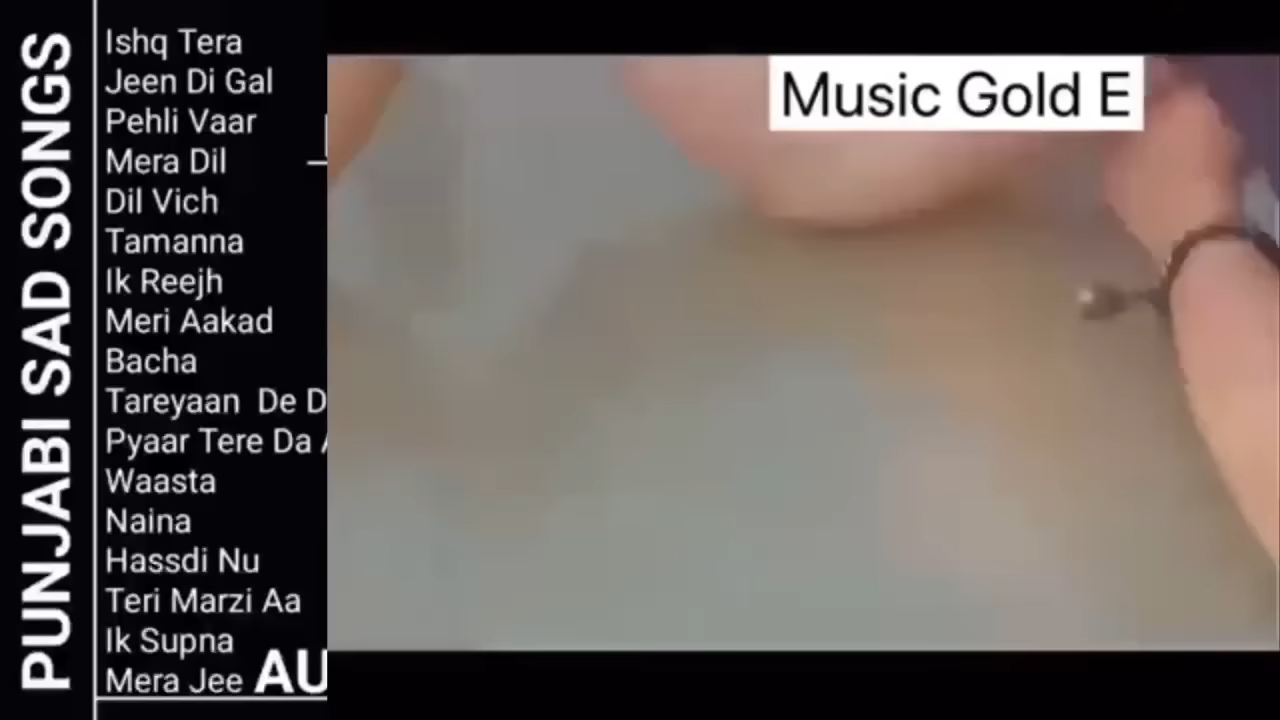 PUNJABI SAD SONGS
Ishq Tera
Jeen Di Gal
Pehli Vaar
Mera Dil
Dil Vich
Tamanna
Ik Reejh
Meri Aakad
Bacha
Tareyaan De D
Pyaar Tere Da
Waasta
Naina
Hassdi Nu
Teri Marzi Aa
Ik Supna
Mera Jee
AU
Music Gold E